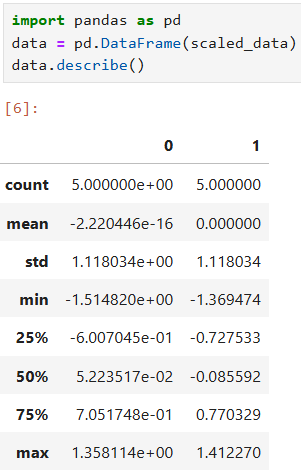 import pandas as pd
data = pd.DataFrame(scaled_data)
data.describe()
[6]:
0 1
count 5.000000e+00 5.000000
mean -2.220446e-16 0.000000
std 1.118034e+00 1.118034
min -1.514820e+00 -1.369474
25% -6.007045e-01 -0.727533
50% 5.223517e-02 -0.085592
75% 7.051748e-01 0.770329
max 1.358114e+00 1.412270